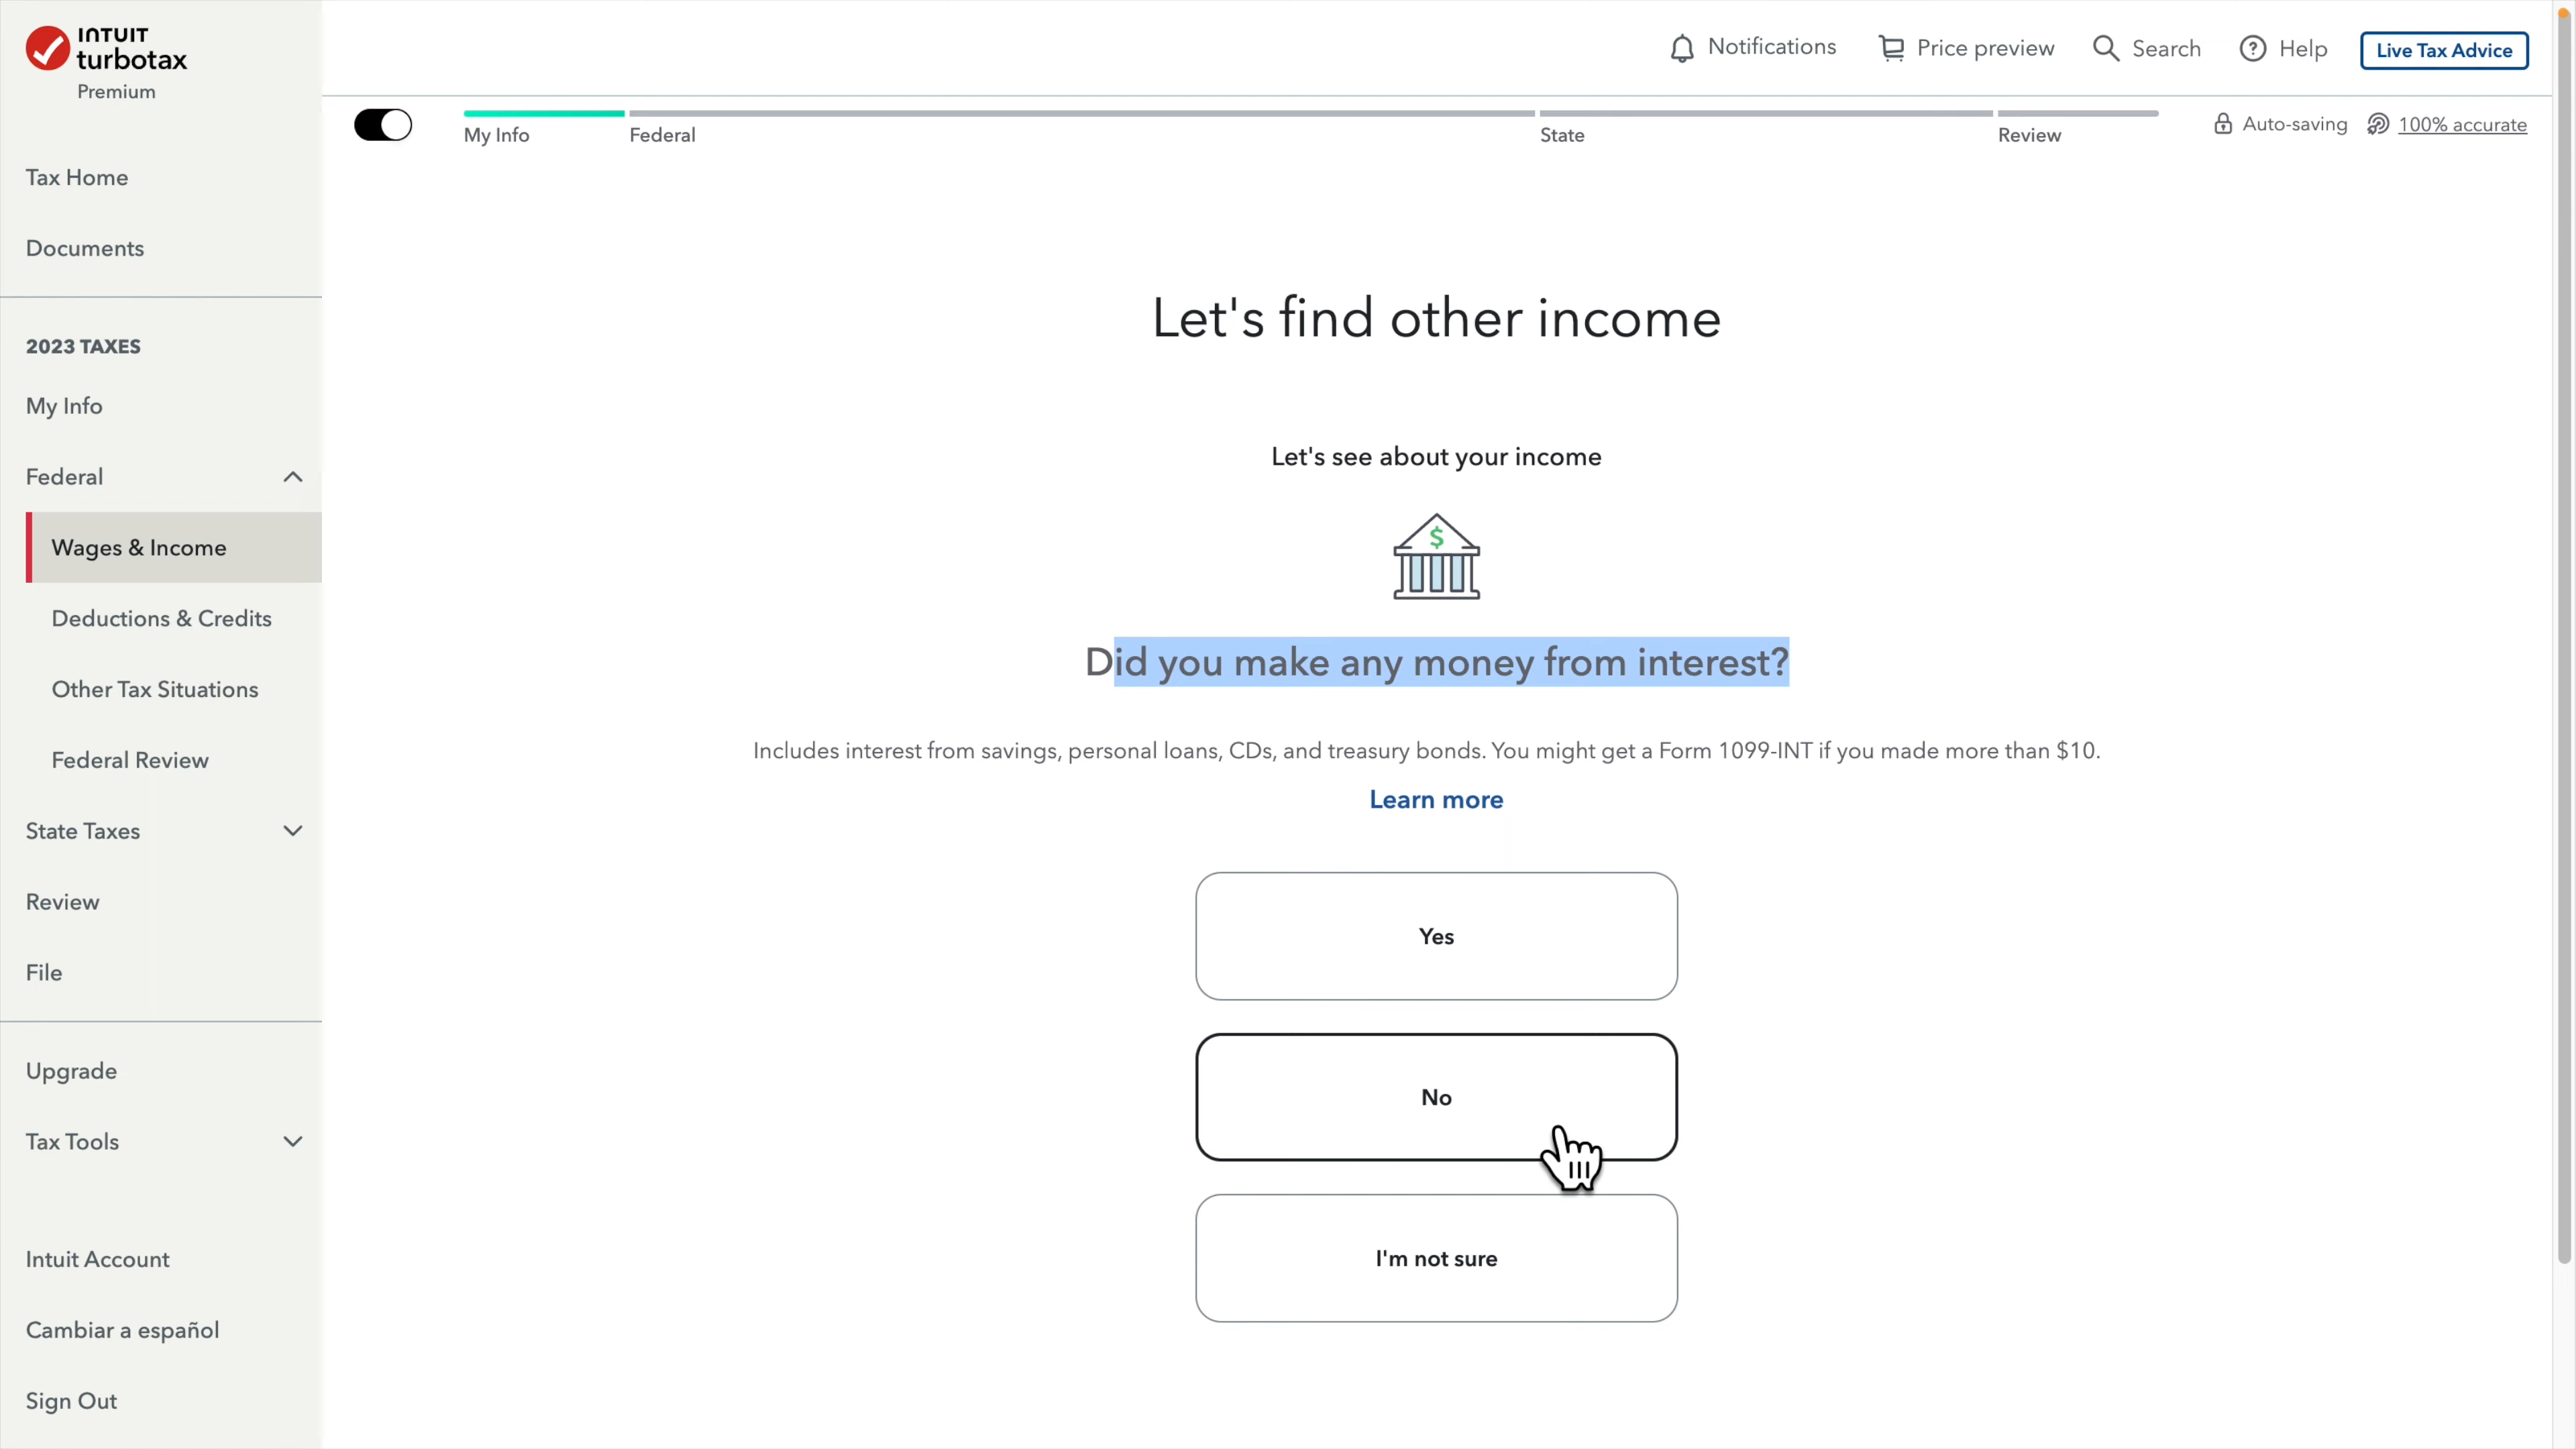 INTUIT
turbotax
Premium
Notifications
Price preview
Search
Help
Live Tax Advice
My Info
Federal
State
Review
Auto-saving
100% accurate
Tax Home
Documents
2023 TAXES
My Info
Federal
Wages & Income
Deductions & Credits
Other Tax Situations
Federal Review
State Taxes
Review
File
Upgrade
Tax Tools
Intuit Account
Cambiar a español
Sign Out
Let's find other income
Let's see about your income
$
Did you make any money from interest?
Includes interest from savings, personal loans, CDs, and treasury bonds. You might get a Form 1099-INT if you made more than $10.
Learn more
Yes
No
I'm not sure